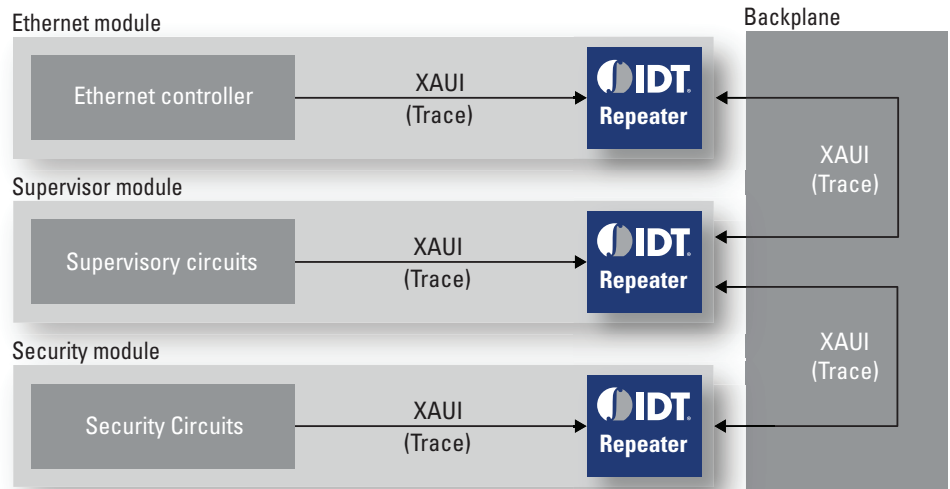 Ethernet module
Backplane
Ethernet controller
XAUI
(Trace)
IDT.
Repeater
XAUI
(Trace)
Supervisor module
Supervisory circuits
XAUI
(Trace)
IDT.
Repeater
XAUI
(Trace)
Security module
Security Circuits
XAUI
(Trace)
IDT.
Repeater